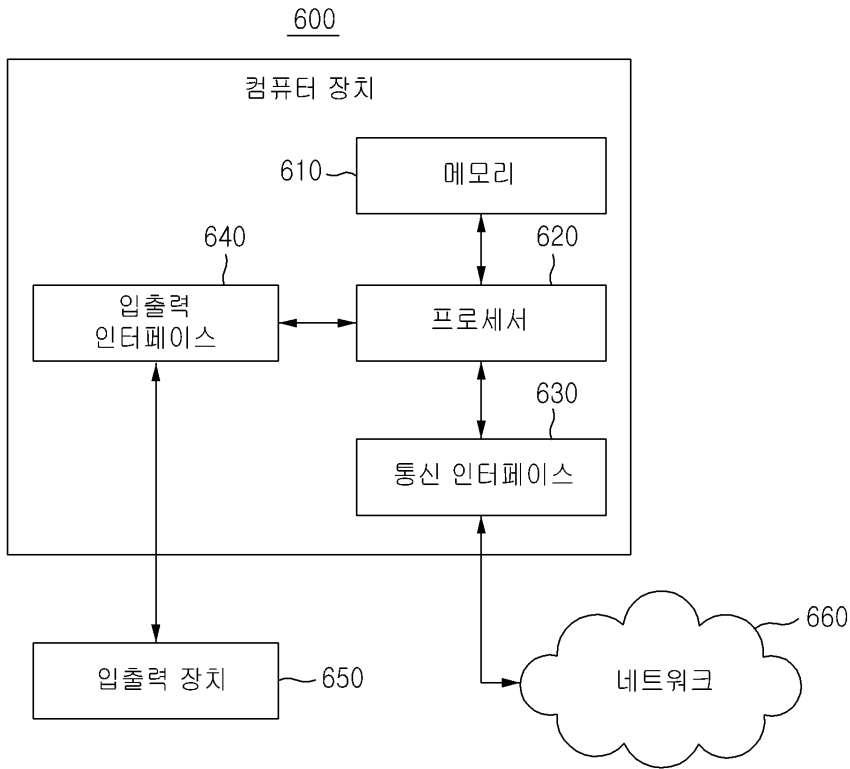 600
컴퓨터 장치
610
메모리
640
620
입출력
인터페이스
프로세서
630
통신 인터페이스
660
입출력 장치
650
네트워크